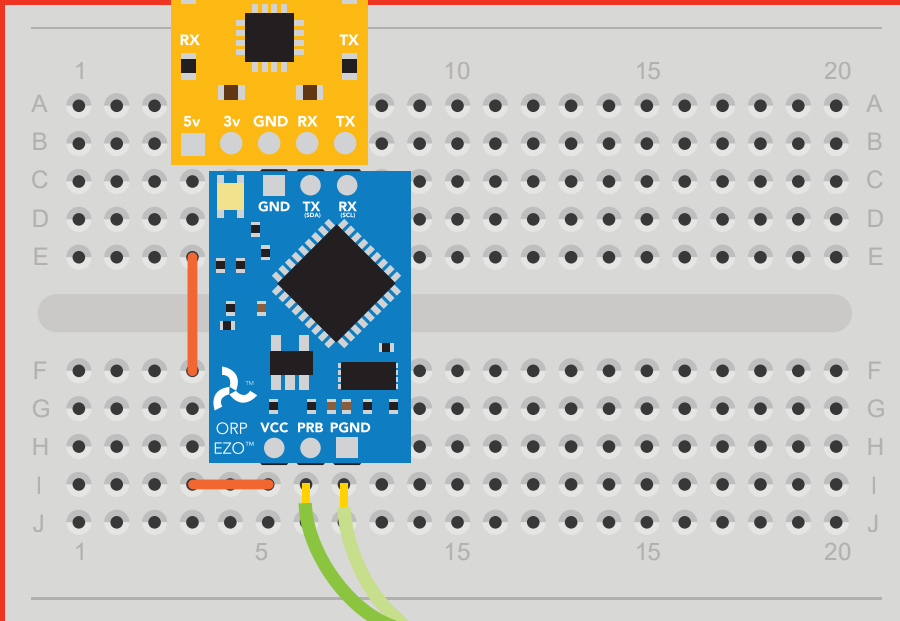 RX TX
1 10 15 20
A A
5v 3v GND RX TX
B B
C C
GND TX RX
(SDA) (SCL)
D D
E E
F F
TM
G G
ORP VCC PRB PGND
EZO™
H H
I I
J J
1 5 15 15 20